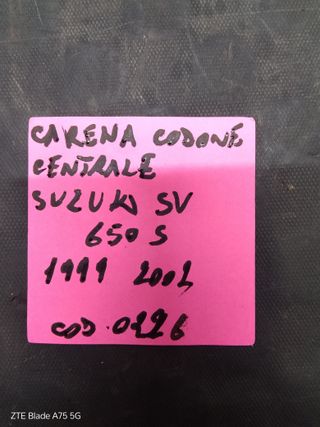 CARENA CODONE
CENTRALE
SUZUKI SV
650 S
1999 2002
COD. 0226
ZTE Blade A75 5G